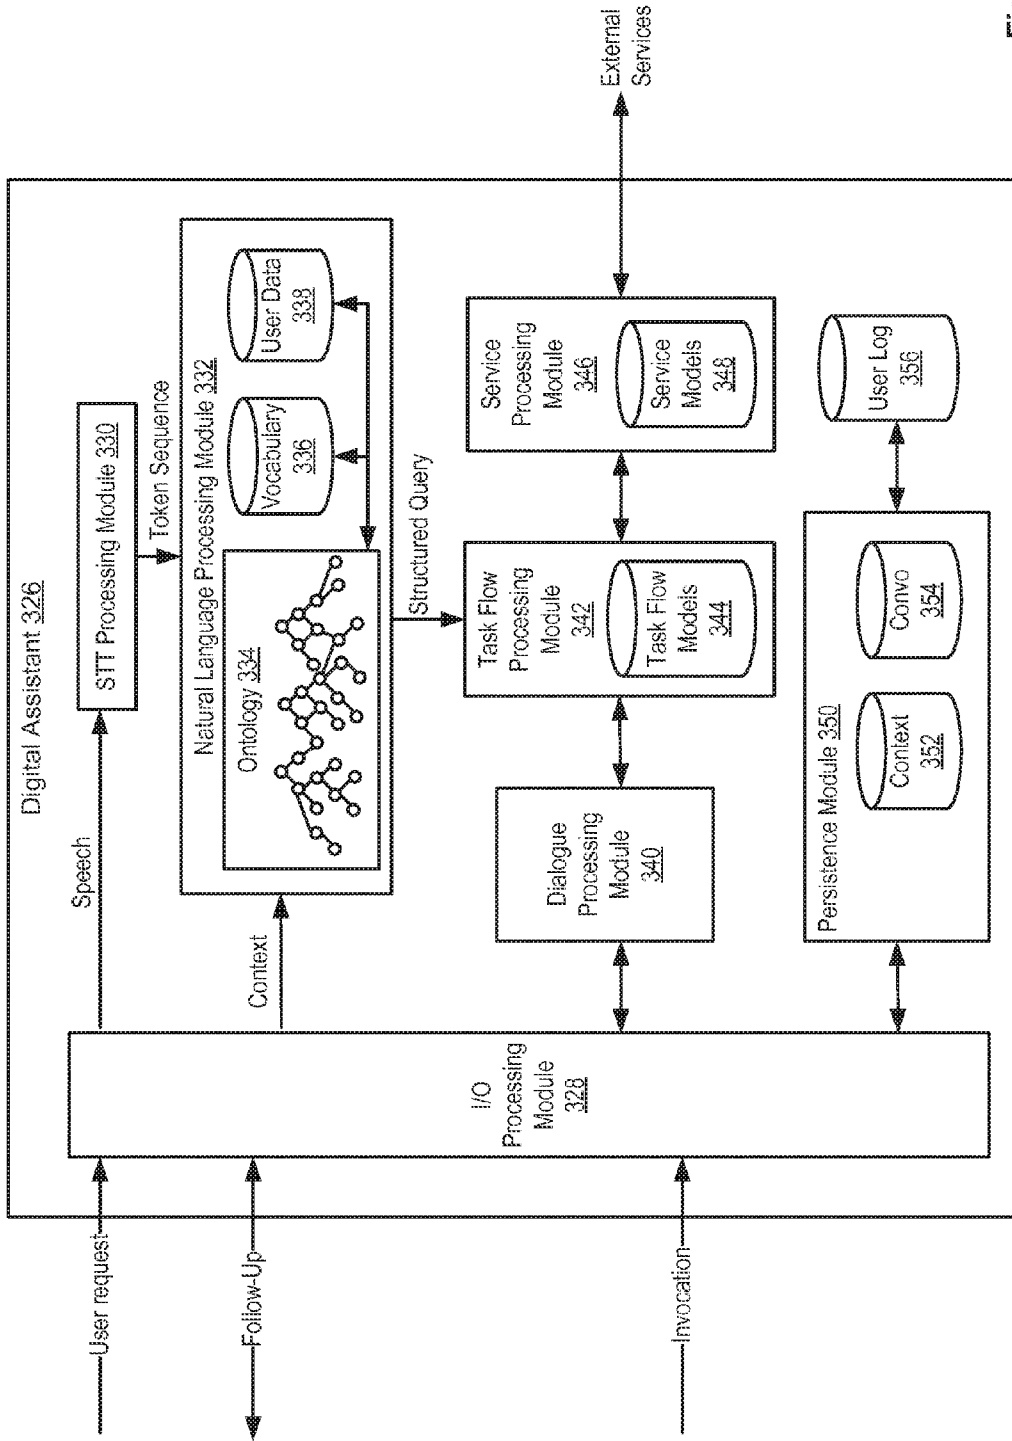 Digital Assistant 326
User request
Follow-Up
Invocation
I/O
Processing
Module
328
Speech
Context
STT Processing Module 330
Token Sequence
Natural Language Processing Module 332
Ontology 334
Vocabulary
336
User Data
338
Structured Query
Dialogue
Processing
Module
340
Task Flow
Processing
Module
342
Task Flow
Models
344
Service
Processing
Module
346
Service
Models
348
External
Services
Persistence Module 350
Context
352
Convo
354
User Log
356